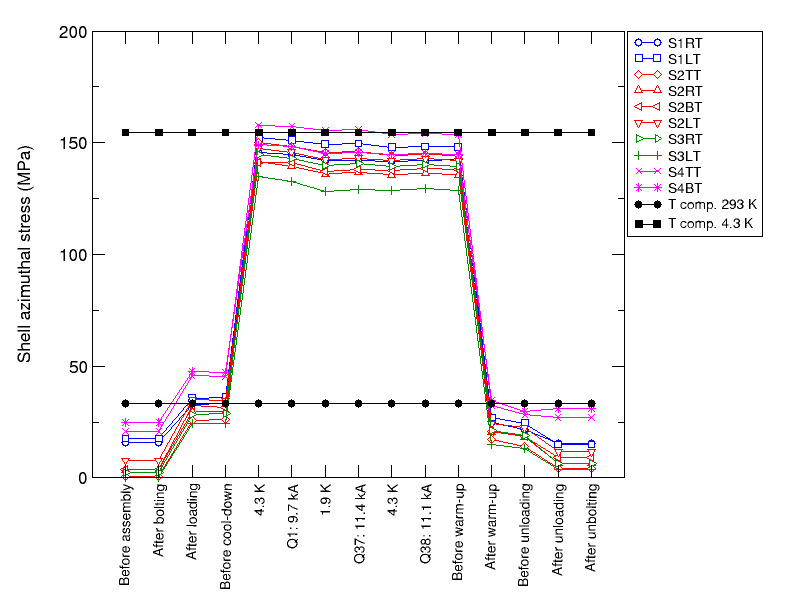 200
150
100
50
0
Shell azimuthal stress (MPa)
S1RT
S1LT
S2TT
S2RT
S2BT
S2LT
S3RT
S3LT
S4TT
S4BT
T comp. 293 K
T comp. 4.3 K
Before assembly
After bolting
After loading
Before cool-down
4.3 K
Q1: 9.7 kA
1.9 K
Q37: 11.4 kA
4.3 K
Q38: 11.1 kA
Before warm-up
After warm-up
Before unloading
After unloading
After unbolting